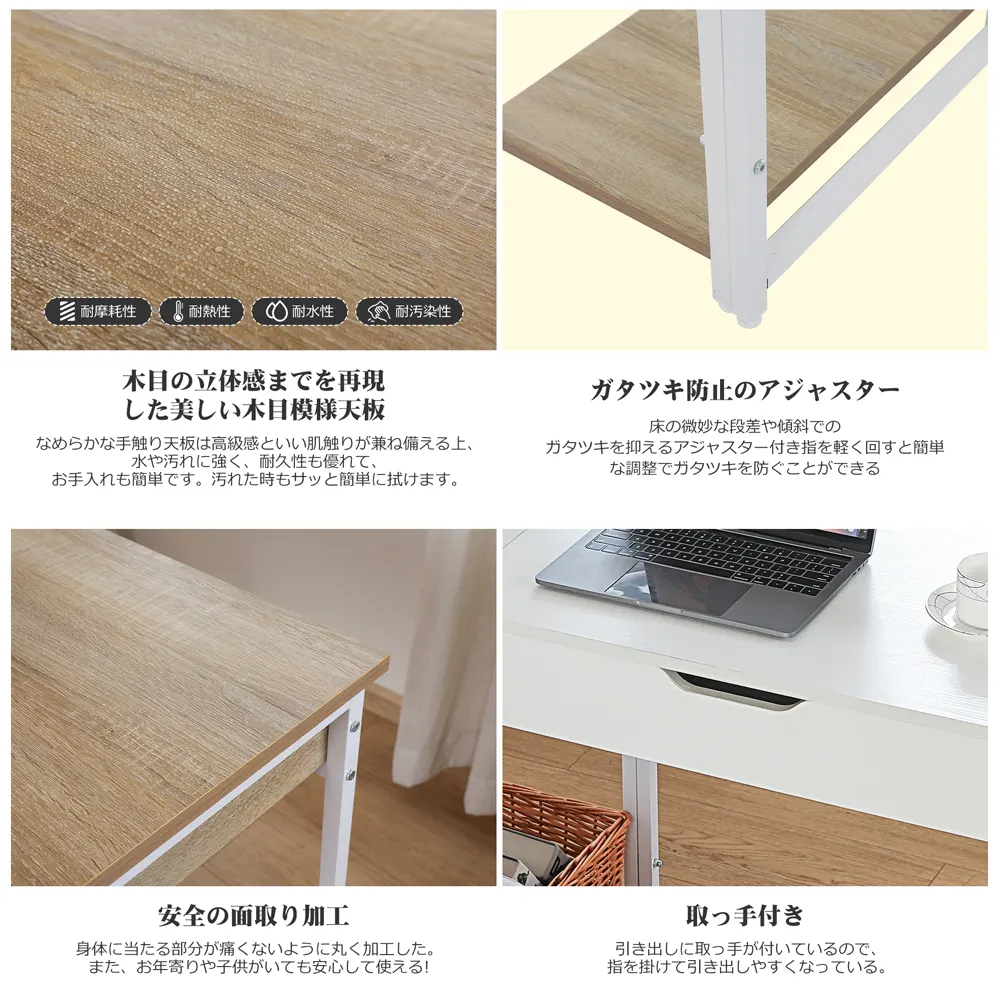 耐摩耗性
耐熱性
耐水性
耐汚染性
木目の立体感までを再現
した美しい木目模様天板
なめらかな手触り天板は高級感といい肌触りが兼ね備える上、
水や汚れに強く、耐久性も優れて、
お手入れも簡単です。汚れた時もサッと簡単に拭けます。
ガタツキ防止のアジャスター
床の微妙な段差や傾斜での
ガタツキを抑えるアジャスター付き指を軽く回すと簡単
な調整でガタツキを防ぐことができる
安全の面取り加工
身体に当たる部分が痛くないように丸く加工した。
また、お年寄りや子供がいても安心して使える!
取っ手付き
引き出しに取っ手が付いているので、
指を掛けて引き出しやすくなっている。